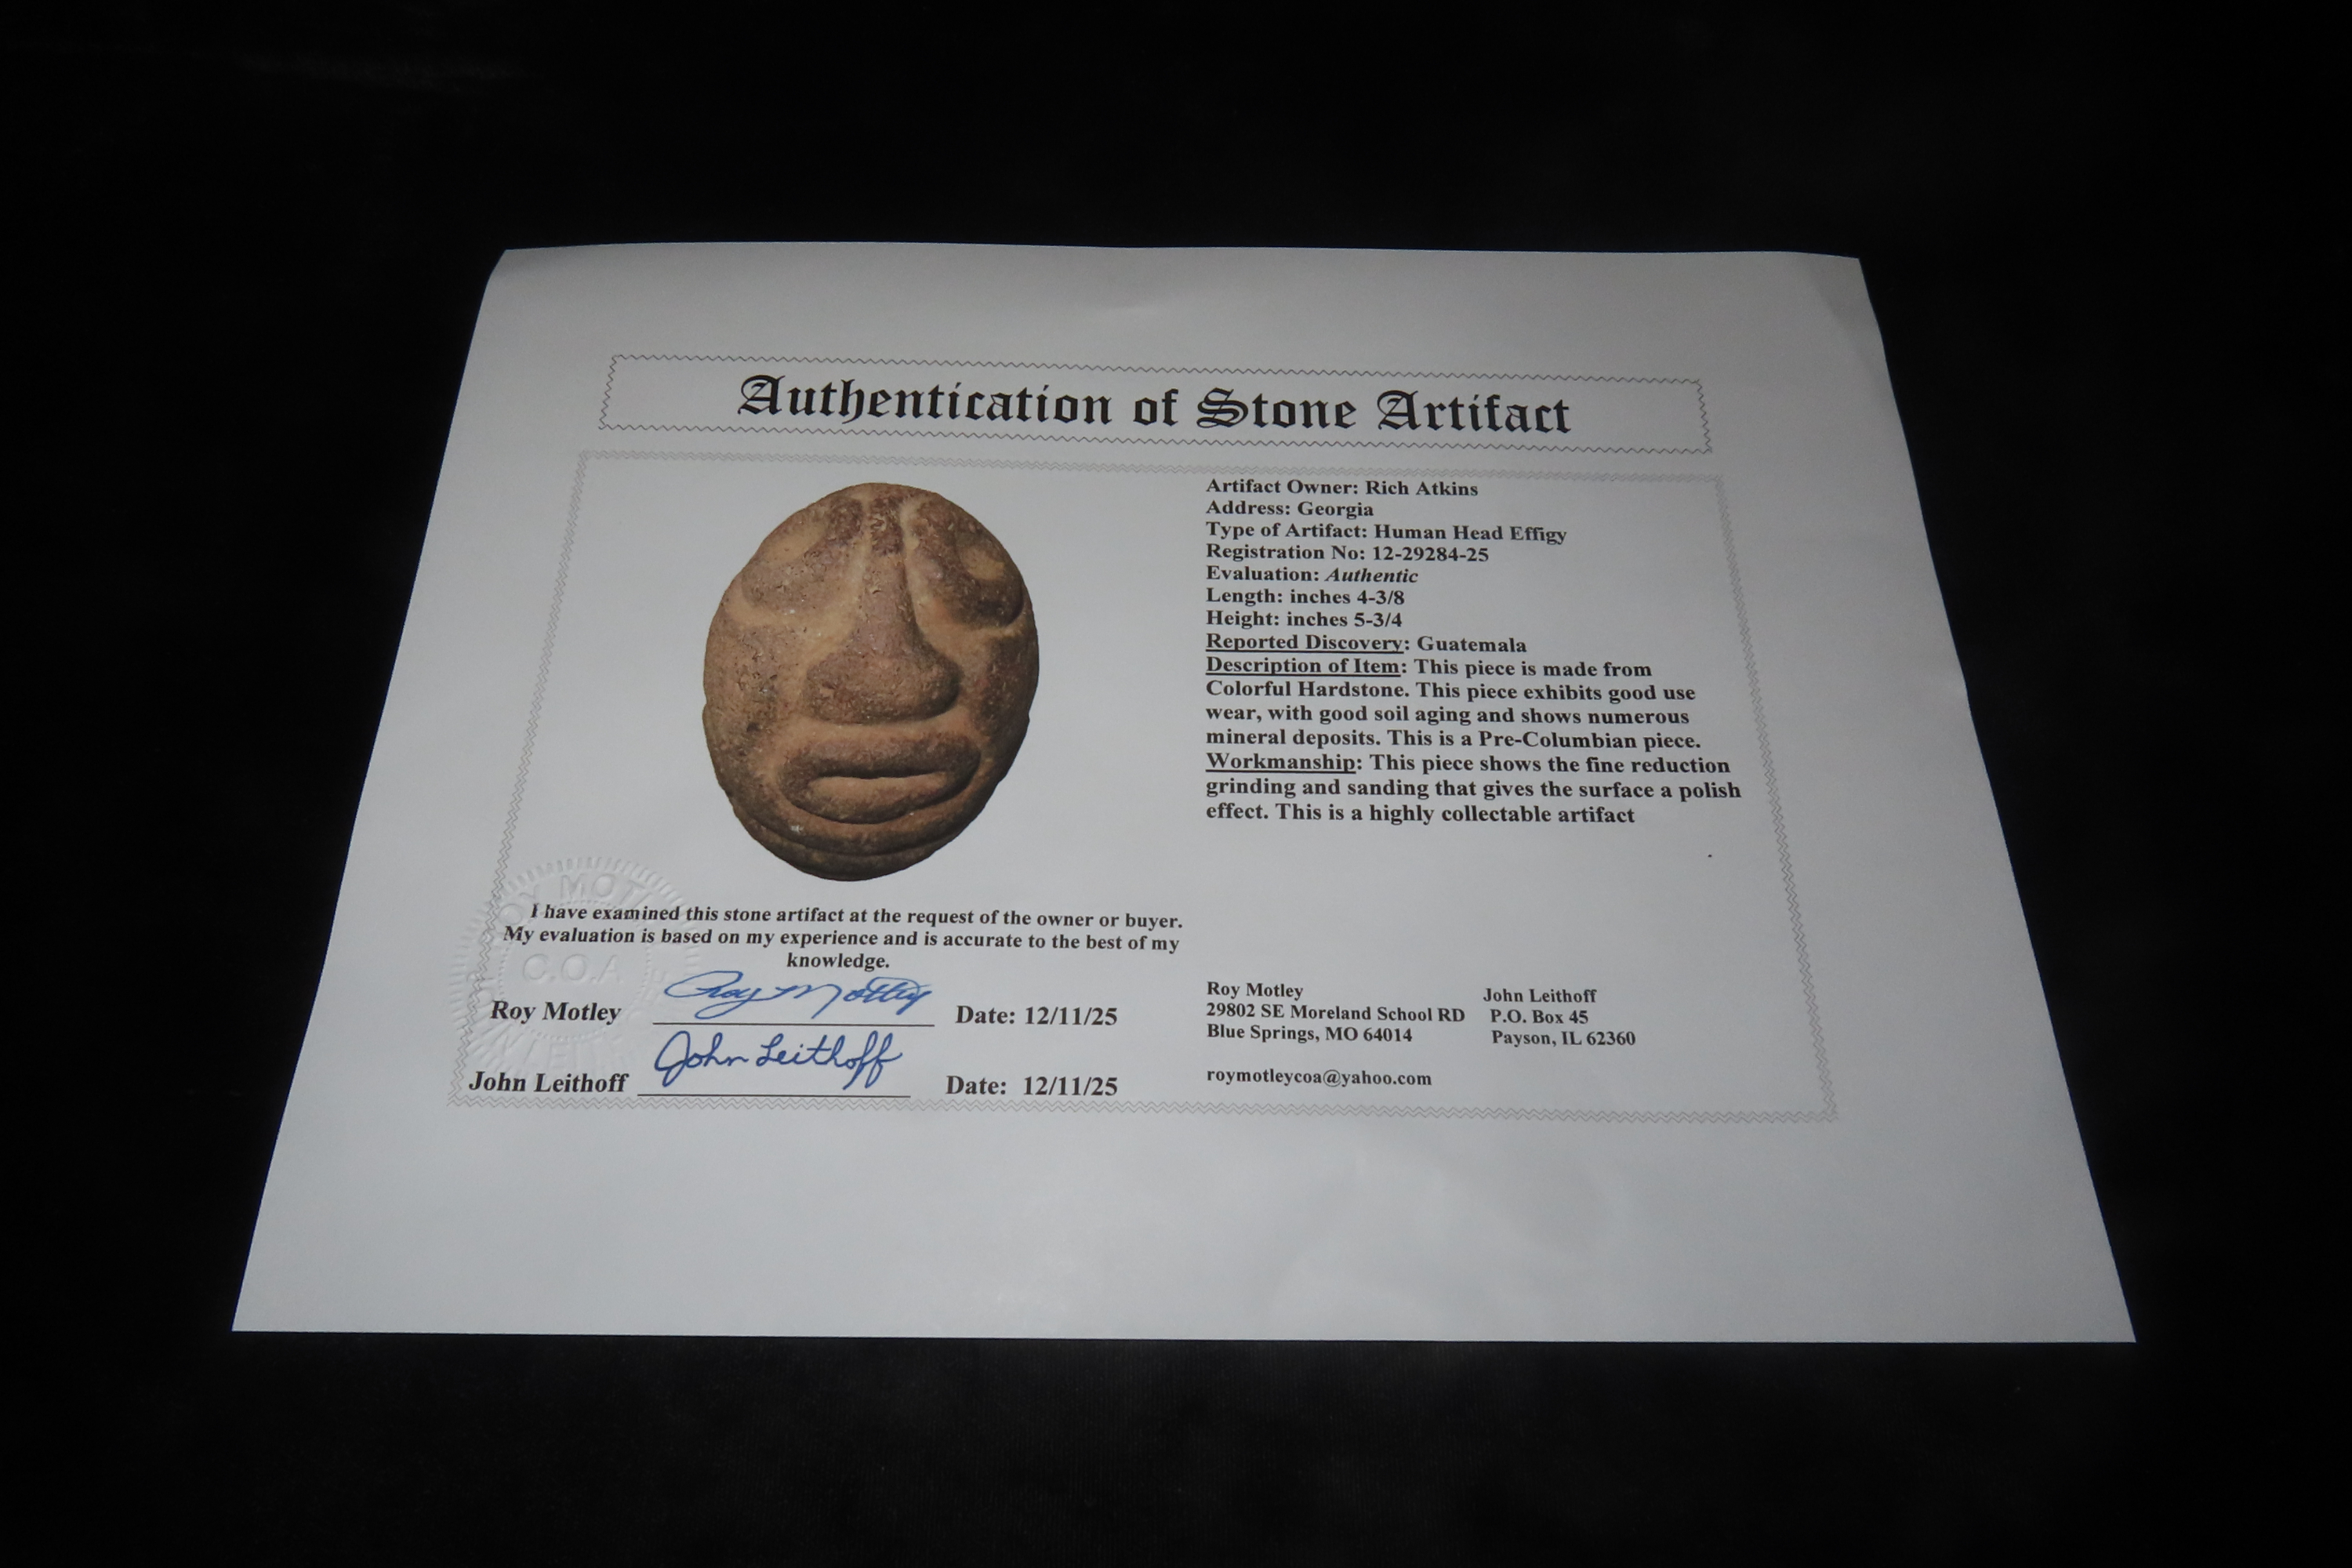 Authentication of Stone Artifact
Artifact Owner: Rich Atkins
Address: Georgia
Type of Artifact: Human Head Effigy
Registration No: 12-29284-25
Evaluation: Authentic
Length: inches 4-3/8
Height: inches 5-3/4
Reported Discovery: Guatemala
Description of Item: This piece is made from
Colorful Hardstone. This piece exhibits good use
wear, with good soil aging and shows numerous
mineral deposits. This is a Pre-Columbian piece.
Workmanship: This piece shows the fine reduction
grinding and sanding that gives the surface a polish
effect. This is a highly collectable artifact
I have examined this stone artifact at the request of the owner or buyer.
My evaluation is based on my experience and is accurate to the best of my
knowledge.
Roy Motley Roy Motley Date: 12/11/25
John Leithoff John Leithoff Date: 12/11/25
Roy Motley
29802 SE Moreland School RD
Blue Springs, MO 64014
roymotleycoa@yahoo.com
John Leithoff
P.O. Box 45
Payson, IL 62360